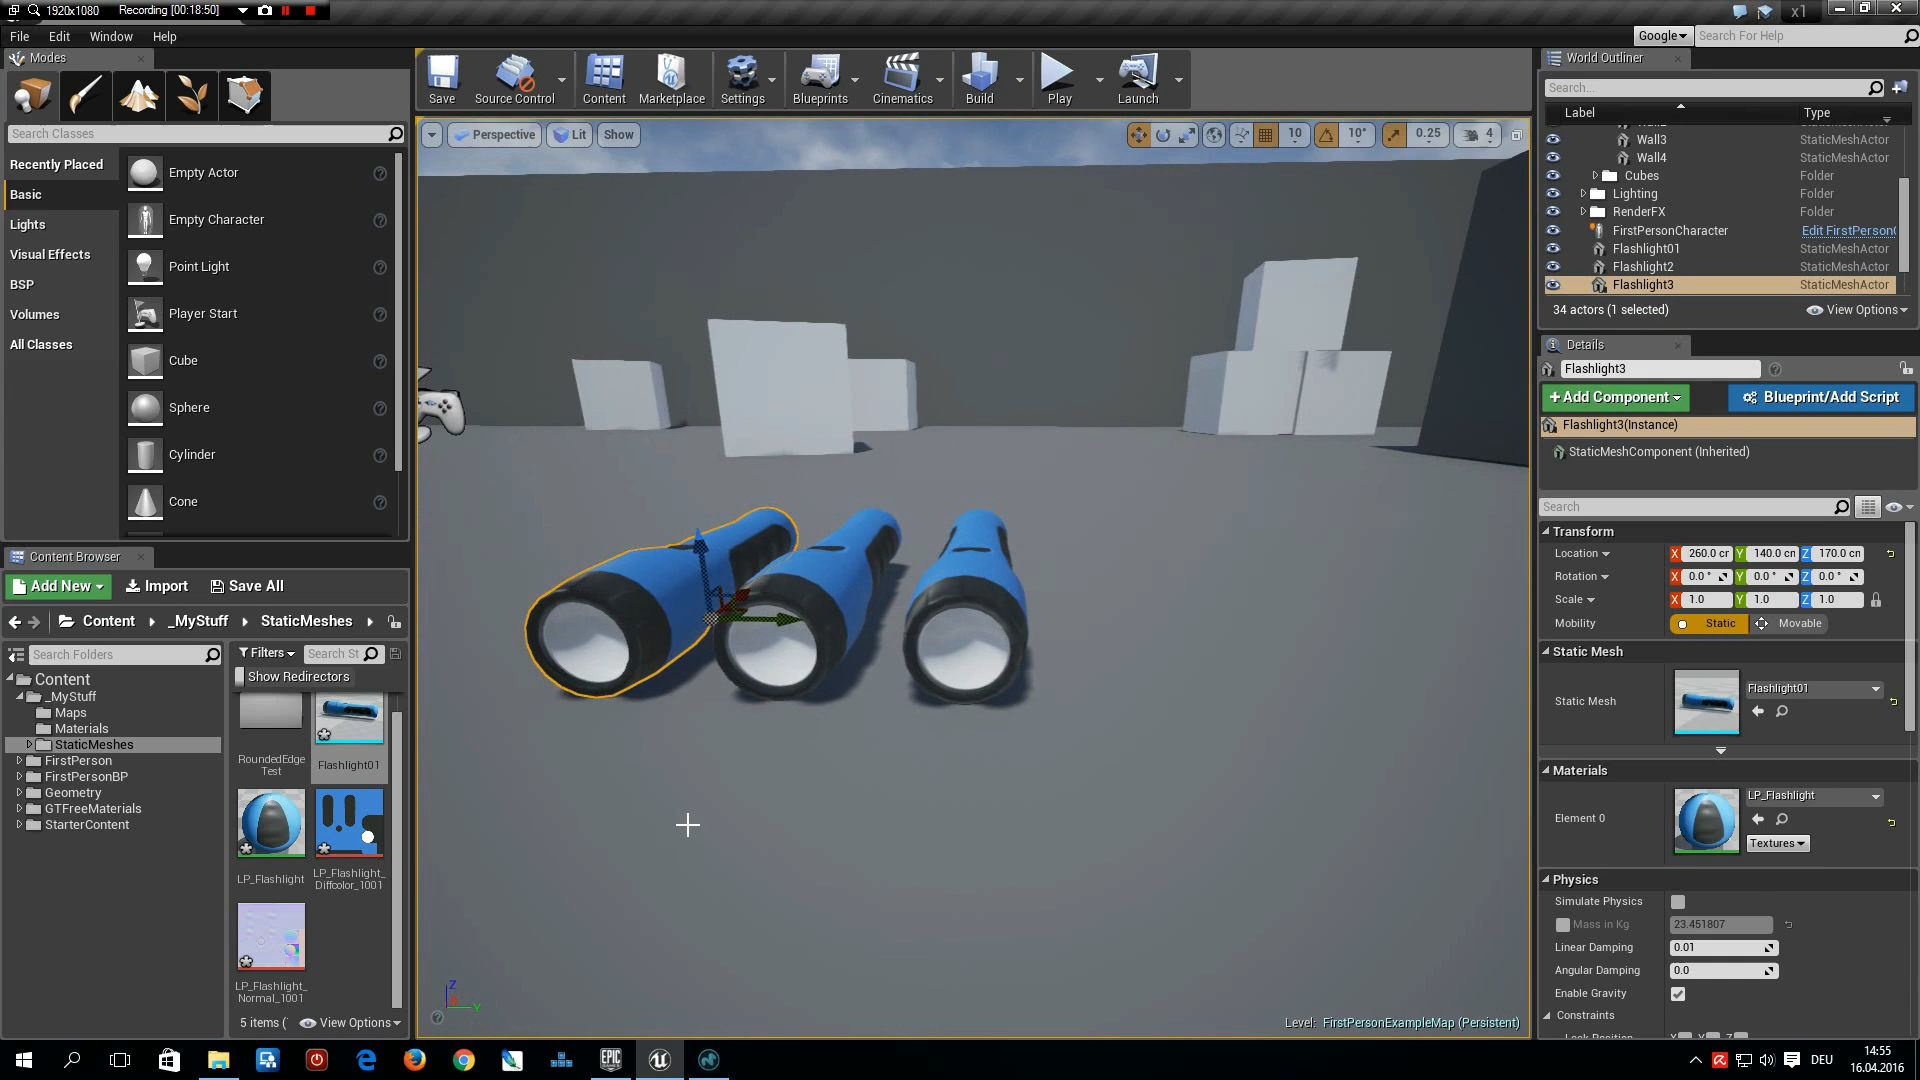 1920x1080
Recording [00:18:50]
x1
File Edit Window Help
Google
Search For Help
Modes
Search Classes
Recently Placed
Basic
Lights
Visual Effects
BSP
Volumes
All Classes
Empty Actor
Empty Character
Point Light
Player Start
Cube
Sphere
Cylinder
Cone
Save
Source Control
Content
Marketplace
Settings
Blueprints
Cinematics
Build
Play
Launch
Perspective
Lit
Show
10
10°
0.25
4
Level: FirstPersonExampleMap (Persistent)
Z
Y
Content Browser
Add New
Import
Save All
Content
_MyStuff
StaticMeshes
Search Folders
Filters
Search St
Show Redirectors
Content
_MyStuff
Maps
Materials
StaticMeshes
FirstPerson
FirstPersonBP
Geometry
GTFreeMaterials
StarterContent
RoundedEdge
Test
Flashlight01
LP_Flashlight
LP_Flashlight_
Diffcolor_1001
LP_Flashlight_
Normal_1001
5 items (
View Options
World Outliner
Search...
Label
Type
Wall3 StaticMeshActor
Wall4 StaticMeshActor
Cubes Folder
Lighting Folder
RenderFX Folder
FirstPersonCharacter Edit FirstPerson
Flashlight01 StaticMeshActor
Flashlight2 StaticMeshActor
Flashlight3 StaticMeshActor
34 actors (1 selected)
View Options
Details
Flashlight3
+Add Component
Blueprint/Add Script
Flashlight3(Instance)
StaticMeshComponent (Inherited)
Search
Transform
Location X 260.0 cr Y 140.0 cr Z 170.0 cn
Rotation X 0.0 ° Y 0.0 ° Z 0.0 °
Scale X 1.0 Y 1.0 Z 1.0
Mobility Static Movable
Static Mesh
Static Mesh
Flashlight01
Materials
Element 0
LP_Flashlight
Textures
Physics
Simulate Physics
Mass in Kg 23.451807
Linear Damping 0.01
Angular Damping 0.0
Enable Gravity
Constraints
EPIC
GAMES
DEU
14:55
16.04.2016